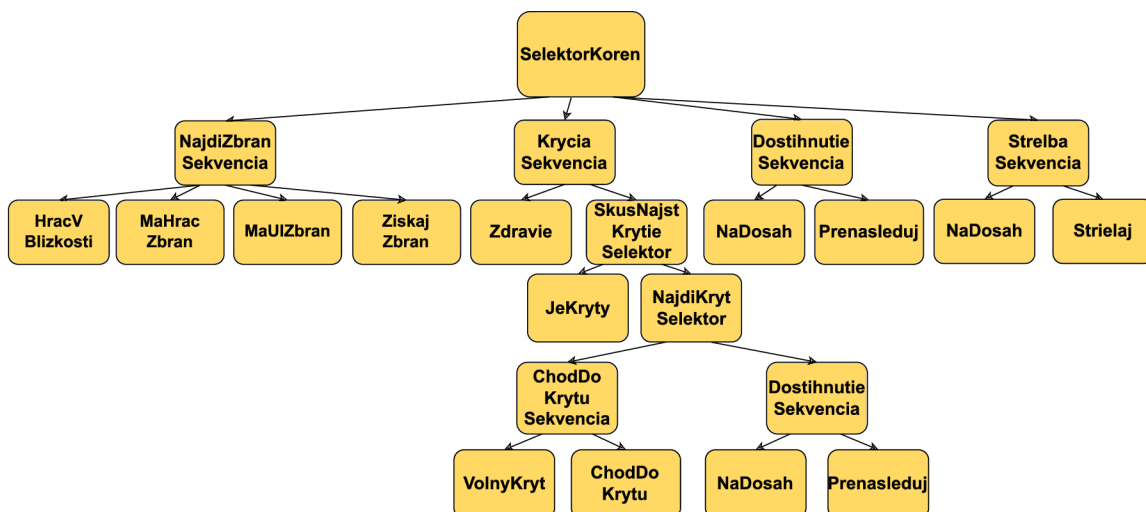 SelektorKoren
NajdiZbran
Sekvencia
Krycia
Sekvencia
Dostihnutie
Sekvencia
Strelba
Sekvencia
HracV
Blizkosti
MaHrac
Zbran
MaUIZbran
Ziskaj
Zbran
Zdravie
SkusNajst
Krytie
Selektor
NaDosah
Prenasleduj
NaDosah
Strielaj
JeKryty
NajdiKryt
Selektor
ChodDo
Krytu
Sekvencia
Dostihnutie
Sekvencia
VolnyKryt
ChodDo
Krytu
NaDosah
Prenasleduj